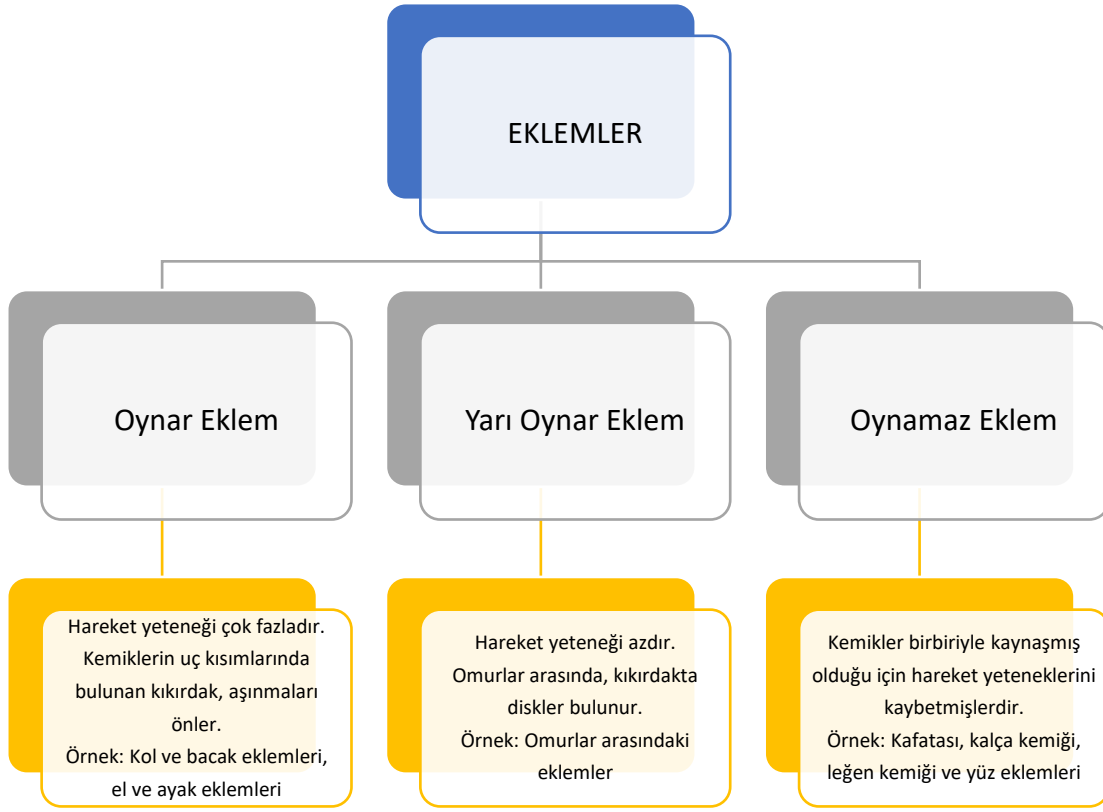 EKLEMLER
Oynar Eklem
Yarı Oynar Eklem
Oynamaz Eklem
Hareket yeteneği çok fazladır.
Kemiklerin uç kısımlarında
bulunan kıkırdak, aşınmaları
önler.
Örnek: Kol ve bacak eklemleri,
el ve ayak eklemleri
Hareket yeteneği azdır.
Omurlar arasında, kıkırdakta
diskler bulunur.
Örnek: Omurlar arasındaki
eklemler
Kemikler birbiriyle kaynaşmış
olduğu için hareket yeteneklerini
kaybetmişlerdir.
Örnek: Kafatası, kalça kemiği,
leğen kemiği ve yüz eklemleri